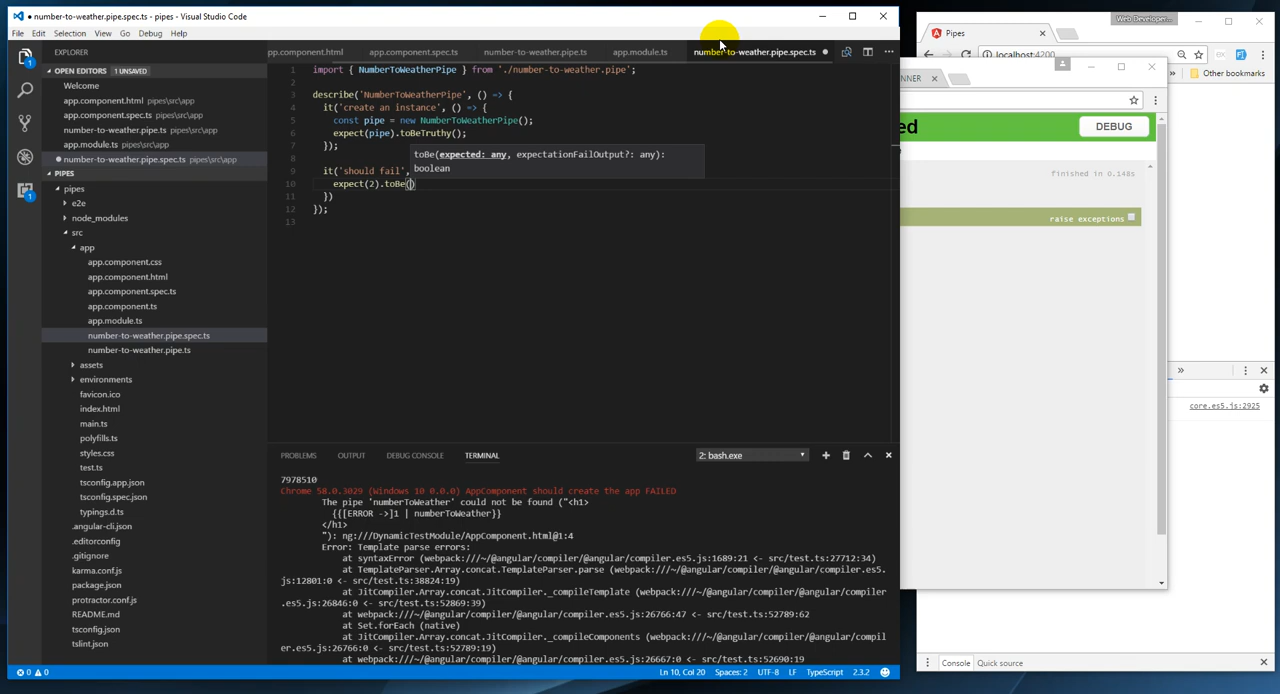 number-to-weather.pipe.spec.ts - pipes - Visual Studio Code
File Edit Selection View Go Debug Help
EXPLORER
OPEN EDITORS 1 UNSAVED
Welcome
app.component.html pipes\src\app
app.component.spec.ts pipes\src\app
number-to-weather.pipe.ts pipes\src\app
app.module.ts pipes\src\app
number-to-weather.pipe.spec.ts pipes\src\app
PIPES
pipes
e2e
node_modules
src
app
app.component.css
app.component.html
app.component.spec.ts
app.component.ts
app.module.ts
number-to-weather.pipe.spec.ts
number-to-weather.pipe.ts
assets
environments
favicon.ico
index.html
main.ts
polyfills.ts
styles.css
test.ts
tsconfig.app.json
tsconfig.spec.json
typings.d.ts
.angular-cli.json
.editorconfig
.gitignore
karma.conf.js
package.json
protractor.conf.js
README.md
tsconfig.json
tslint.json
pp.component.html app.component.spec.ts number-to-weather.pipe.ts app.module.ts number-to-weather.pipe.spec.ts
1 import { NumberToWeatherPipe } from './number-to-weather.pipe';
2
3 describe('NumberToWeatherPipe', () => {
4 it('create an instance', () => {
5 const pipe = new NumberToWeatherPipe();
6 expect(pipe).toBeTruthy();
7 });
8
toBe(expected: any, expectationFailOutput?: any):
boolean
9 it('should fail',
10 expect(2).toBe()
11 })
12 });
13
PROBLEMS OUTPUT DEBUG CONSOLE TERMINAL 2: bash.exe
7978510
Chrome 58.0.3029 (Windows 10 0.0.0) AppComponent should create the app FAILED
The pipe 'numberToWeather' could not be found ("<h1>
{{[ERROR ->]1 | numberToWeather}}
</h1>
"): ng:///DynamicTestModule/AppComponent.html@1:4
Error: Template parse errors:
at syntaxError (webpack:///~/@angular/compiler/@angular/compiler.es5.js:1689:21 <- src/test.ts:27712:34)
at TemplateParser.Array.concat.TemplateParser.parse (webpack:///~/@angular/compiler/@angular/compiler.es5.
js:12801:0 <- src/test.ts:38824:19)
at JitCompiler.Array.concat.JitCompiler._compileTemplate (webpack:///~/@angular/compiler/@angular/compiler
.es5.js:26846:0 <- src/test.ts:52869:39)
at webpack:///~/@angular/compiler/@angular/compiler.es5.js:26766:47 <- src/test.ts:52789:62
at Set.forEach (native)
at JitCompiler.Array.concat.JitCompiler._compileComponents (webpack:///~/@angular/compiler/@angular/compil
er.es5.js:26766:0 <- src/test.ts:52789:19)
at webpack:///~/@angular/compiler/@angular/compiler.es5.js:26667:0 <- src/test.ts:52690:19
0 0 Ln 10, Col 20 Spaces: 2 UTF-8 LF TypeScript 2.3.2
Web Developer...
Pipes
localhost:4200
Other bookmarks
NNER
ed
DEBUG
finished in 0.148s
raise exceptions
core.es5.js:2925
Console Quick source